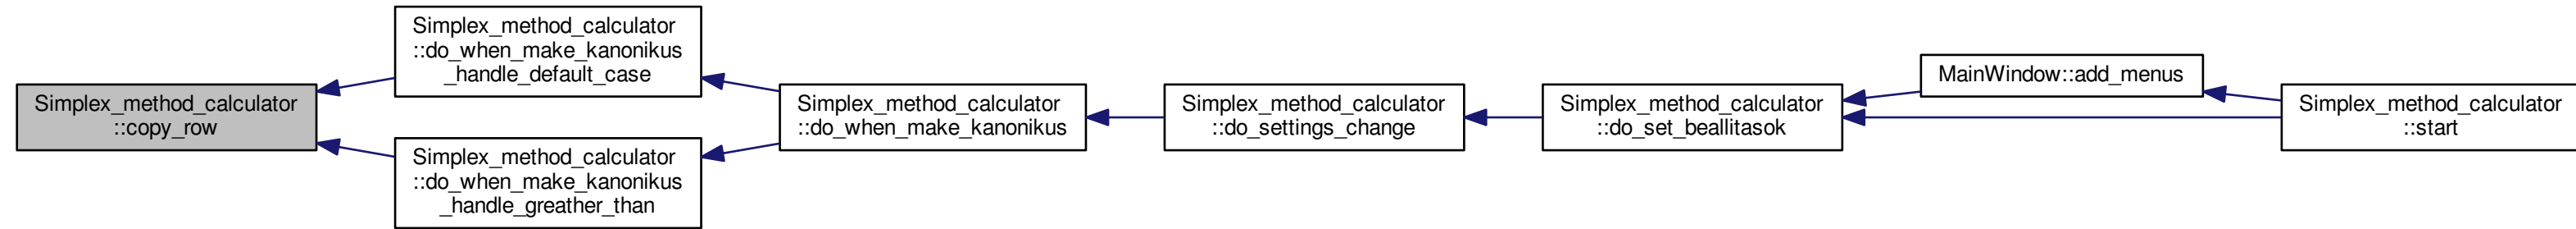 Simplex_method_calculator
::copy_row
Simplex_method_calculator
::do_when_make_kanonikus
_handle_default_case
Simplex_method_calculator
::do_when_make_kanonikus
_handle_greather_than
Simplex_method_calculator
::do_when_make_kanonikus
Simplex_method_calculator
::do_settings_change
Simplex_method_calculator
::do_set_beallitasok
MainWindow::add_menus
Simplex_method_calculator
::start